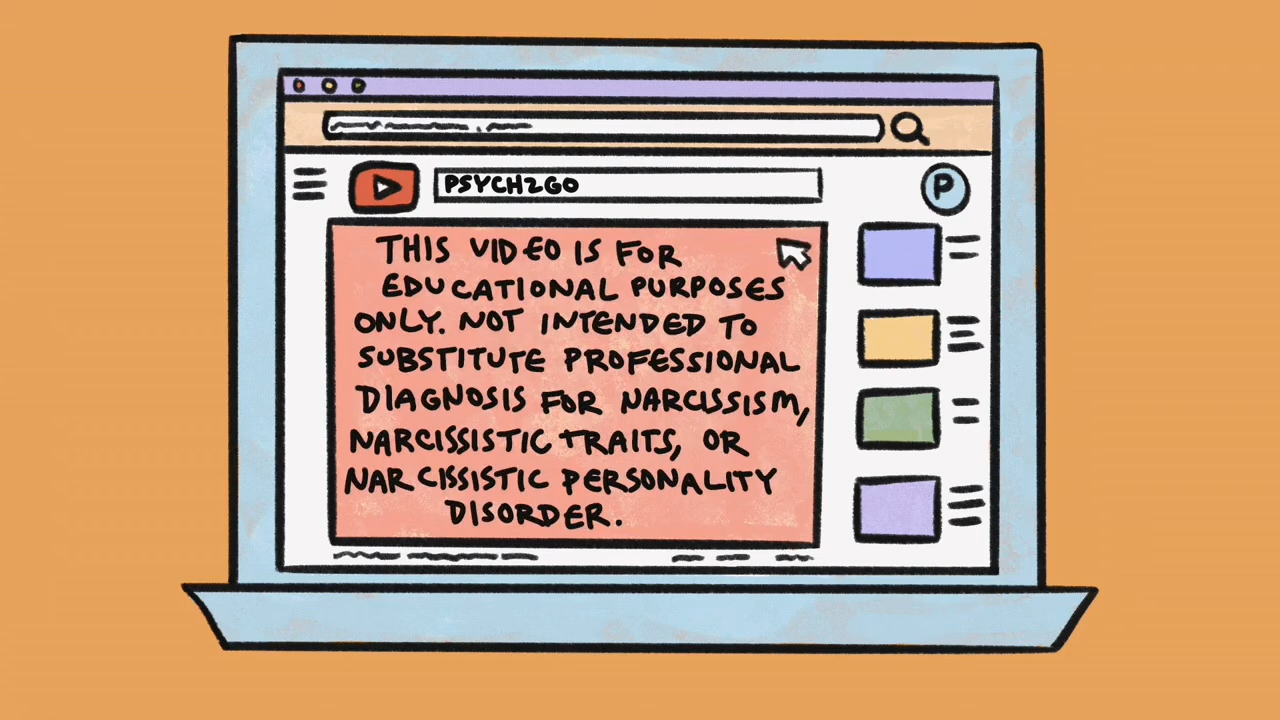 PSYCH2GO
P
THIS VIDEO IS FOR
EDUCATIONAL PURPOSES
ONLY. NOT INTENDED TO
SUBSTITUTE PROFESSIONAL
DIAGNOSIS FOR NARCISSISM,
NARCISSISTIC TRAITS, OR
NARCISSISTIC PERSONALITY
DISORDER.